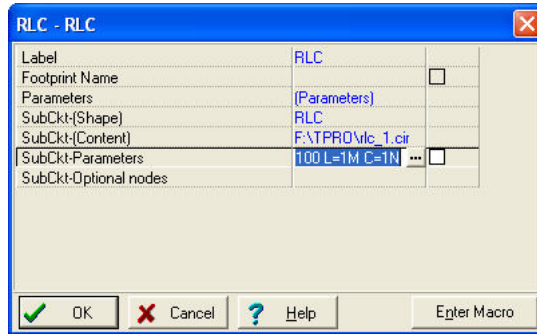 RLC - RLC
Label RLC
Footprint Name
Parameters (Parameters)
SubCkt-(Shape) RLC
SubCkt-(Content) F:\TPRO\rlc_1.cir
SubCkt-Parameters 100 L=1M C=1N ...
SubCkt-Optional nodes
OK Cancel ? Help Enter Macro